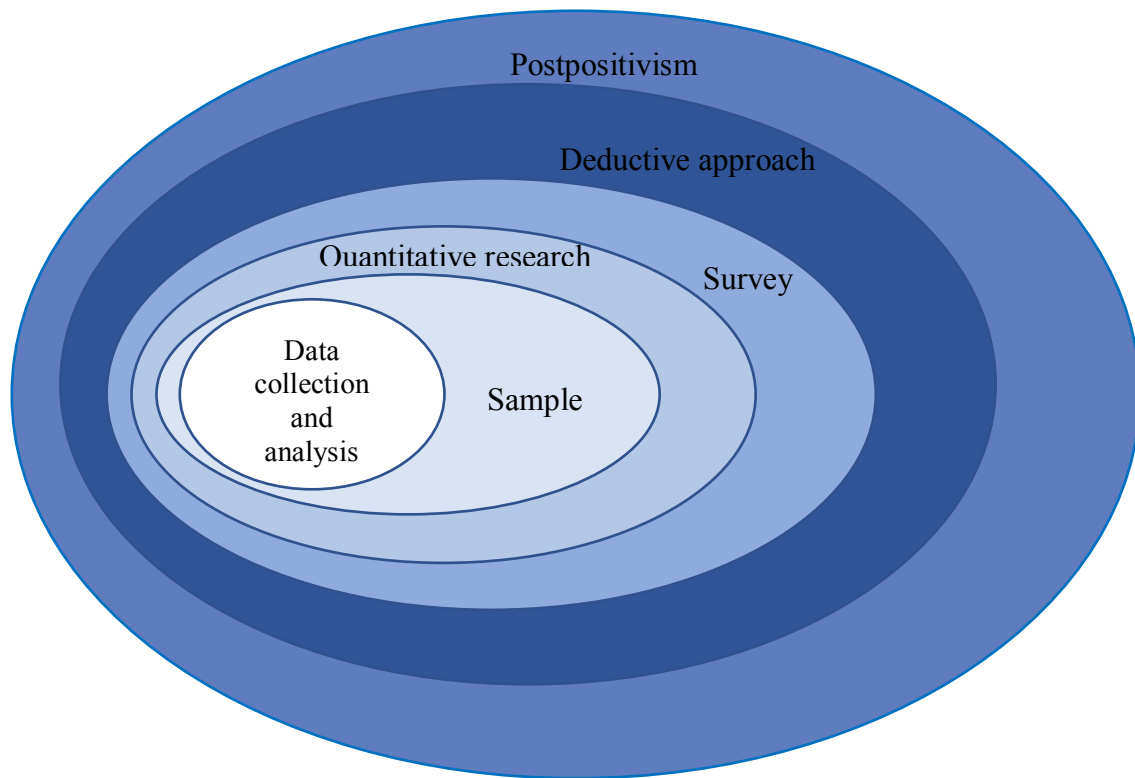 Postpositivism
Deductive approach
Quantitative research
Survey
Data
collection
and
analysis
Sample